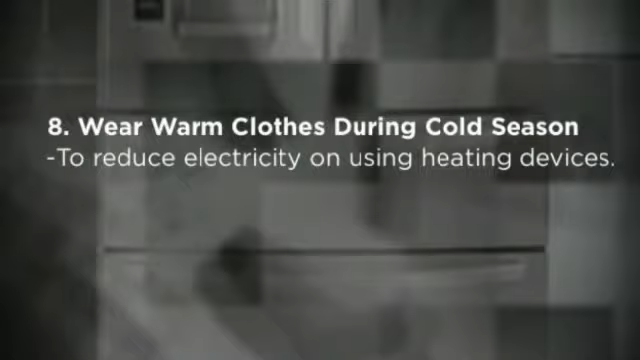 8. Wear Warm Clothes During Cold Season
-To reduce electricity on using heating devices.